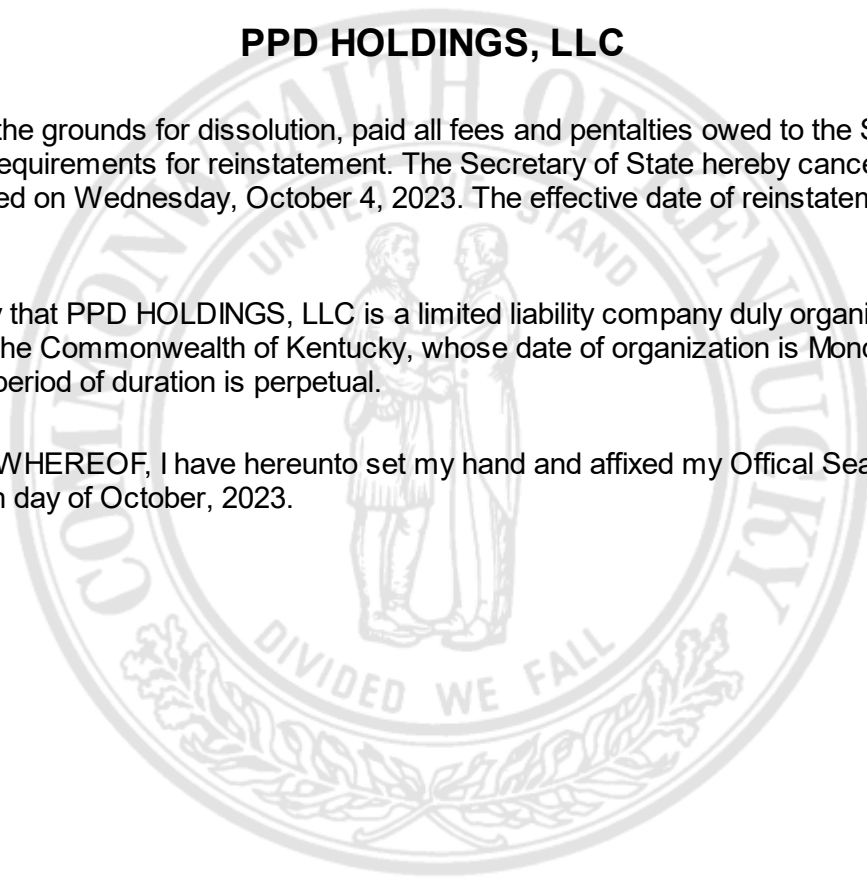 PPD HOLDINGS, LLC
the grounds for dissolution, paid all fees and pentalties owed to the S
equirements for reinstatement. The Secretary of State hereby cance
ed on Wednesday, October 4, 2023. The effective date of reinstatem
y that PPD HOLDINGS, LLC is a limited liability company duly organi
he Commonwealth of Kentucky, whose date of organization is Mond
period of duration is perpetual.
WHEREOF, I have hereunto set my hand and affixed my Offical Sea
h day of October, 2023.
COMMONWEALTH OF KENTUCKY
UNITED WE STAND
DIVIDED WE FALL